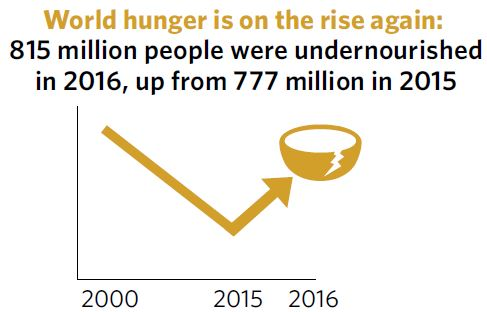 World hunger is on the rise again:
815 million people were undernourished
in 2016, up from 777 million in 2015
2000 2015 2016